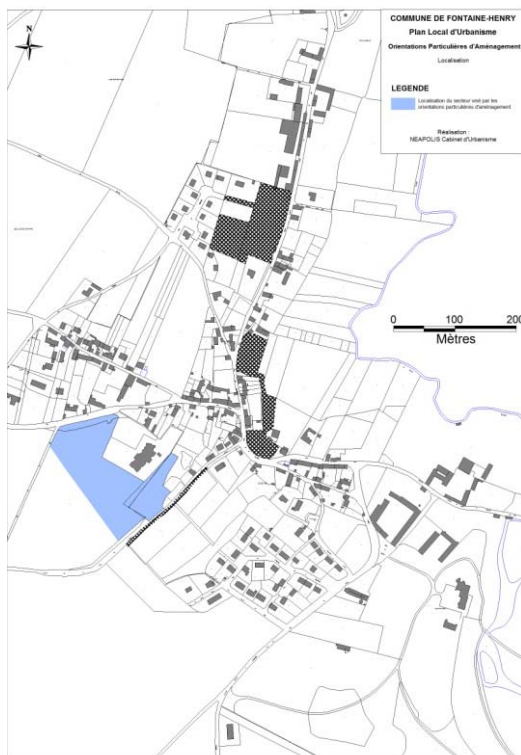 COMMUNE DE FONTAINE-HENRY
Plan Local d'Urbanisme
Orientations Particulières d'Aménagement
Localisation
LEGENDE
Localisation du secteur visé par les
orientations particulières d'aménagement
Réalisation :
NEAPOLIS Cabinet d'Urbanisme
N
0 100 200
Mètres